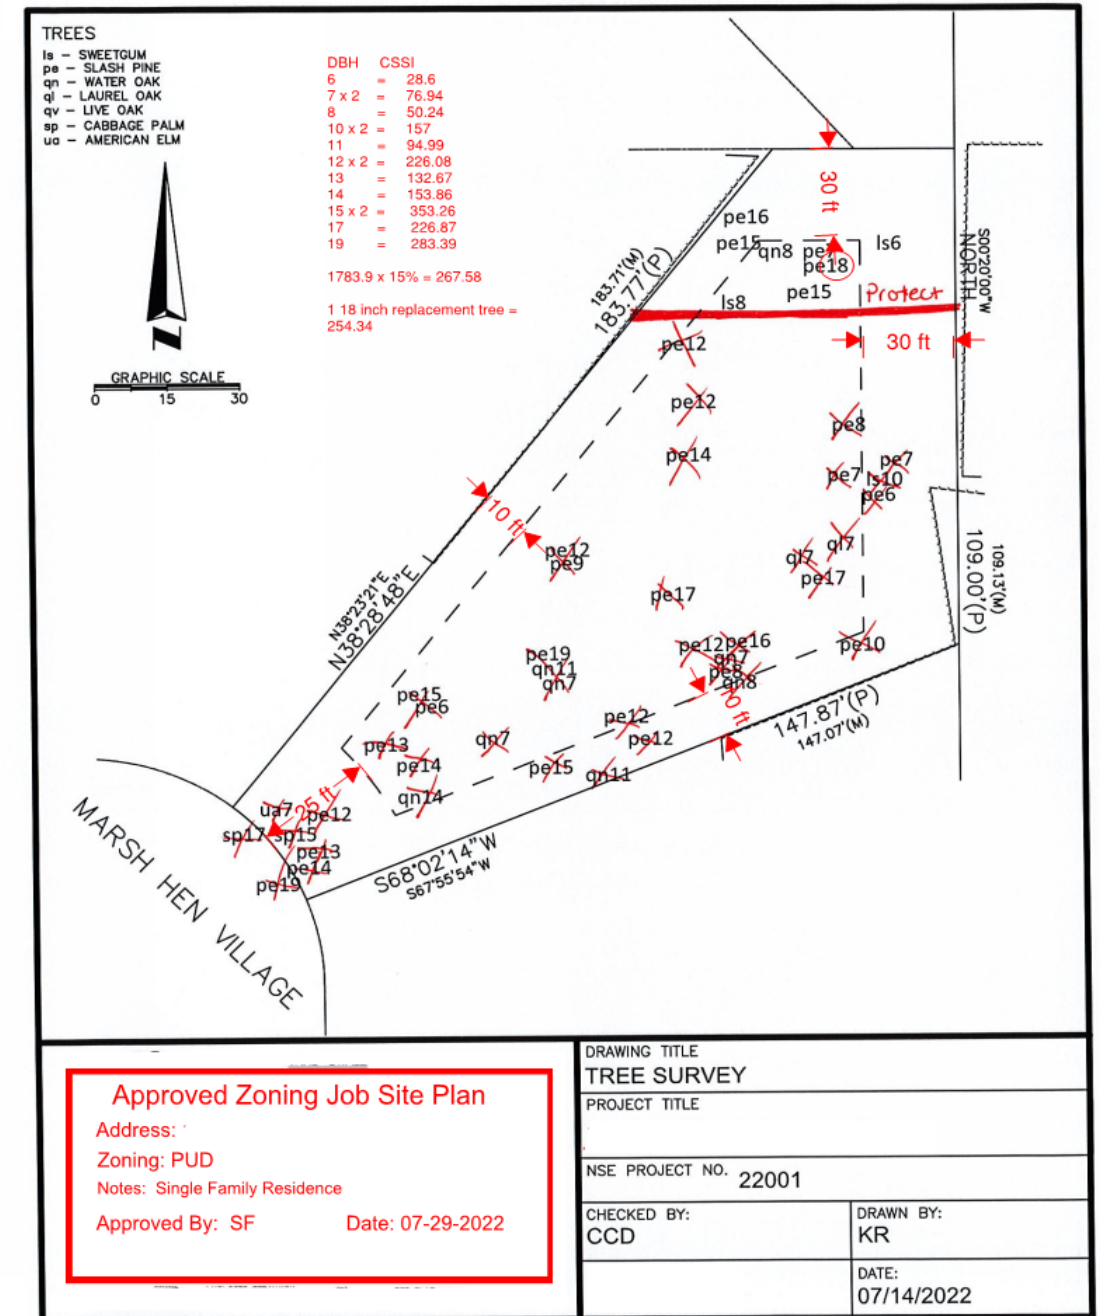 TREES
ls – SWEETGUM
pe – SLASH PINE
qn – WATER OAK
ql – LAUREL OAK
qv – LIVE OAK
sp – CABBAGE PALM
ua – AMERICAN ELM
DBH CSSI
6 = 28.6
7 x 2 = 76.94
8 = 50.24
10 x 2 = 157
11 = 94.99
12 x 2 = 226.08
13 = 132.67
14 = 153.86
15 x 2 = 353.26
17 = 226.87
19 = 283.39
1783.9 x 15% = 267.58
1 18 inch replacement tree =
254.34
GRAPHIC SCALE
0 15 30
30 ft
pe16
pe15
qn8
pe7
ls6
pe18
pe15
ls8
Protect
NORTH
S00°20'00"W
183.71'(M)
183.77'(P)
30 ft
pe12
pe12
pe8
pe14
pe7
pe7
ls10
pe6
10 ft
ql7
ql7
pe12
pe9
pe17
pe17
109.13'(M)
109.00'(P)
N38°23'21"E
N38°28'48"E
pe12
pe16
pe10
qn7
pe8
qn8
10 ft
pe19
qn11
qn7
pe15
pe6
pe12
pe12
147.87'(P)
147.07'(M)
pe13
qn7
pe14
pe15
qn11
qn14
25 ft
ua7
pe12
sp17
sp15
pe13
pe14
pe19
S68°02'14"W
S67°55'54"W
MARSH HEN VILLAGE
Approved Zoning Job Site Plan
Address:
Zoning: PUD
Notes: Single Family Residence
Approved By: SF Date: 07-29-2022
DRAWING TITLE
TREE SURVEY
PROJECT TITLE
NSE PROJECT NO. 22001
CHECKED BY:
CCD
DRAWN BY:
KR
DATE:
07/14/2022